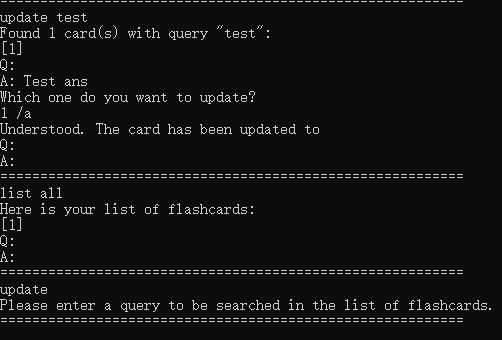 ==========================================================
update test
Found 1 card(s) with query "test":
[1]
Q:
A: Test ans
Which one do you want to update?
1 /a
Understood. The card has been updated to
Q:
A:
==========================================================
list all
Here is your list of flashcards:
[1]
Q:
A:
==========================================================
update
Please enter a query to be searched in the list of flashcards.
==========================================================